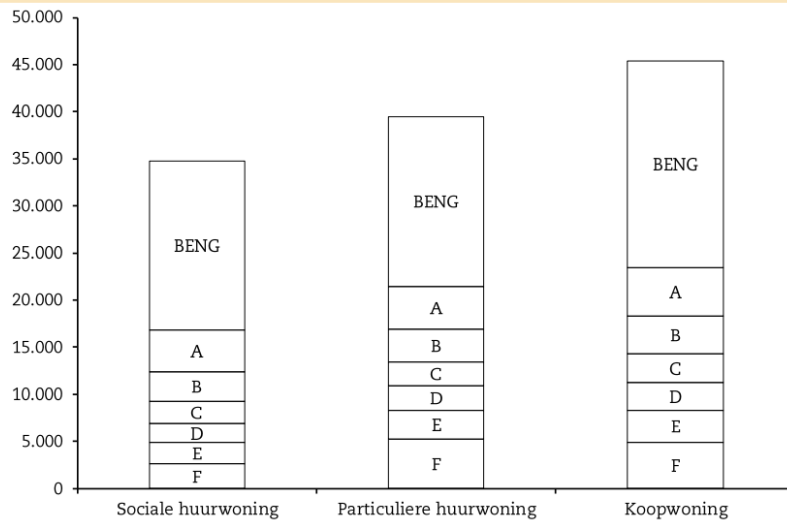 50.000
45.000
40.000
35.000
30.000
25.000
20.000
15.000
10.000
5.000
0
BENG
A
B
C
D
E
F
BENG
A
B
C
D
E
F
BENG
A
B
C
D
E
F
Sociale huurwoning Particuliere huurwoning Koopwoning